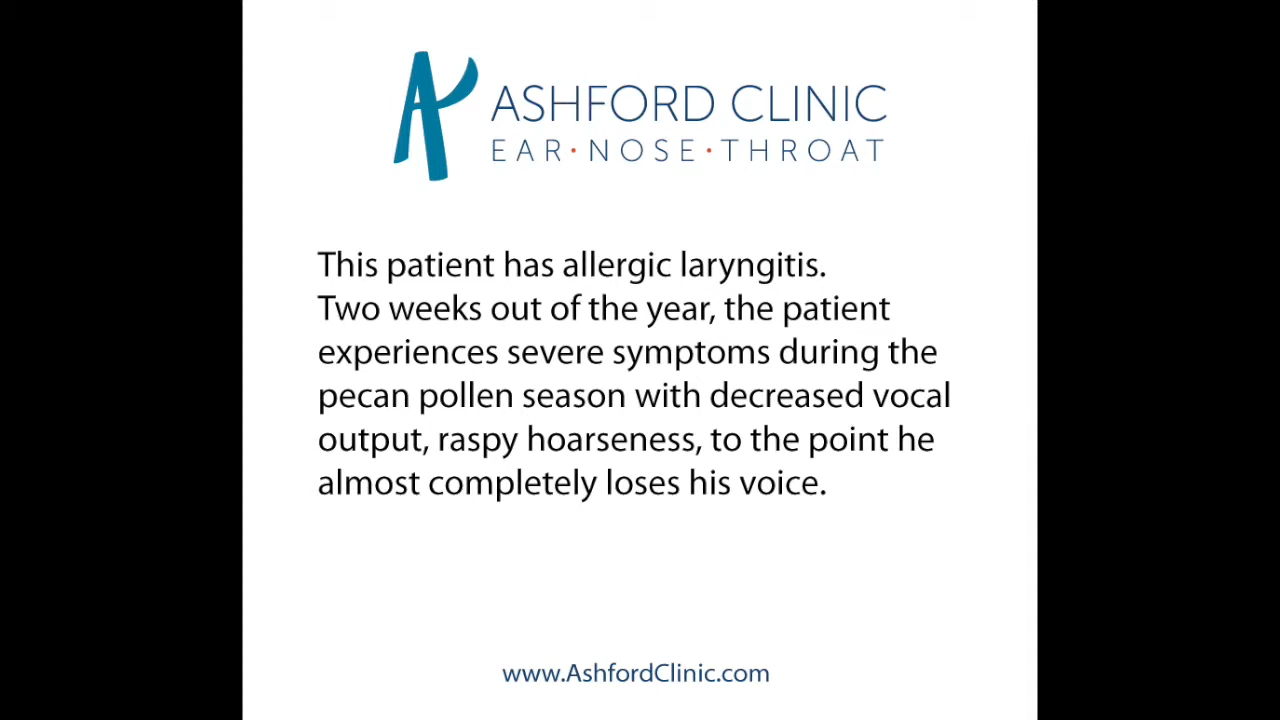 ASHFORD CLINIC
EAR·NOSE·THROAT
This patient has allergic laryngitis.
Two weeks out of the year, the patient
experiences severe symptoms during the
pecan pollen season with decreased vocal
output, raspy hoarseness, to the point he
almost completely loses his voice.
www.AshfordClinic.com